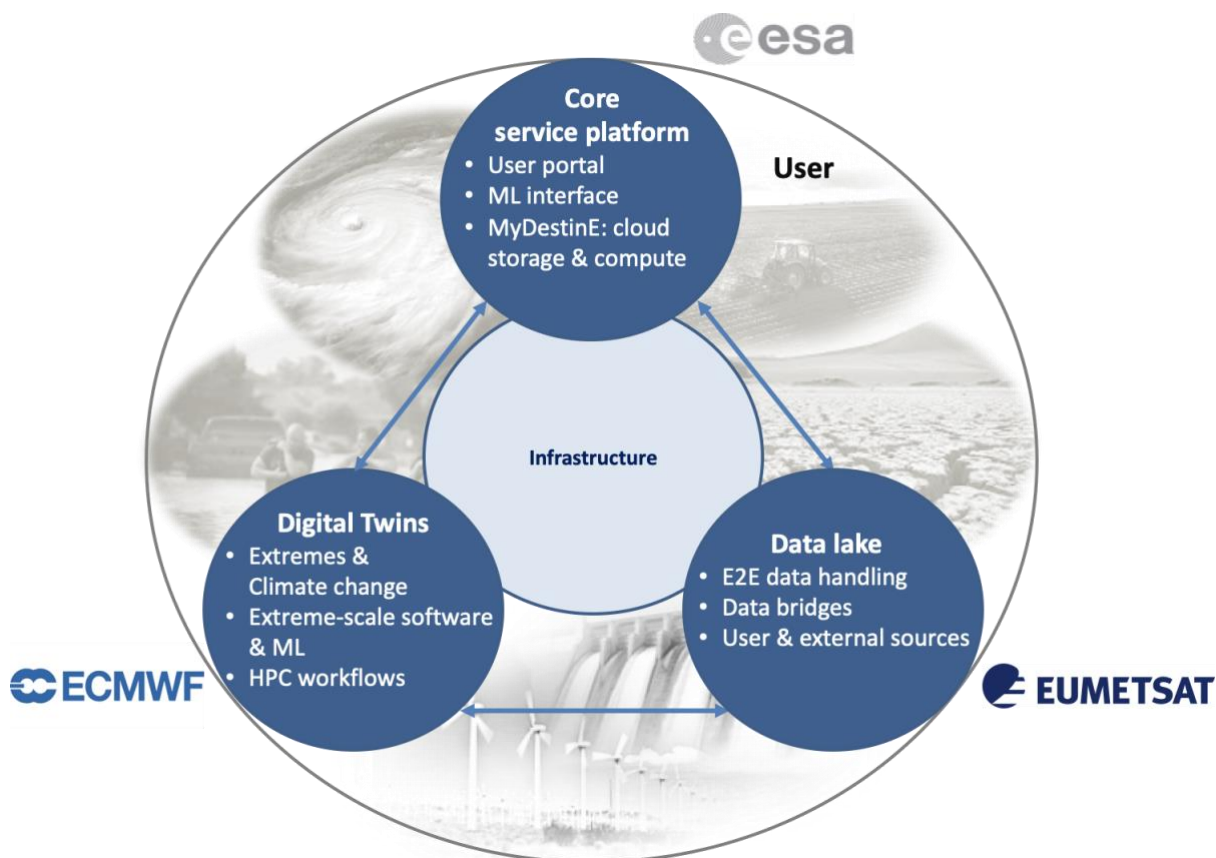 esa
Core
service platform
• User portal
• ML interface
• MyDestinE: cloud
storage & compute
User
Infrastructure
Digital Twins
• Extremes &
Climate change
• Extreme-scale software
& ML
• HPC workflows
Data lake
• E2E data handling
• Data bridges
• User & external sources
ECMWF
EUMETSAT